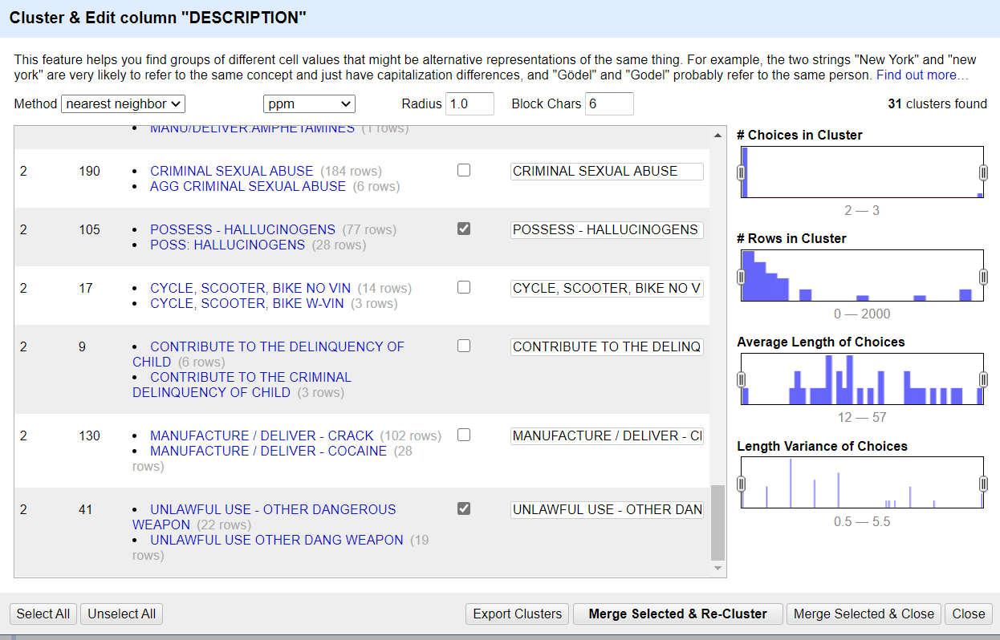 Cluster & Edit column "DESCRIPTION"
This feature helps you find groups of different cell values that might be alternative representations of the same thing. For example, the two strings "New York" and "new
york" are very likely to refer to the same concept and just have capitalization differences, and "Gödel" and "Godel" probably refer to the same person. Find out more…
Method nearest neighbor ppm Radius 1.0 Block Chars 6 31 clusters found
• MANU/DELIVER:AMPHETAMINES (1 rows)
2 190 • CRIMINAL SEXUAL ABUSE (184 rows) CRIMINAL SEXUAL ABUSE
• AGG CRIMINAL SEXUAL ABUSE (6 rows)
2 105 • POSSESS - HALLUCINOGENS (77 rows) POSSESS - HALLUCINOGENS
• POSS: HALLUCINOGENS (28 rows)
2 17 • CYCLE, SCOOTER, BIKE NO VIN (14 rows) CYCLE, SCOOTER, BIKE NO V
• CYCLE, SCOOTER, BIKE W-VIN (3 rows)
2 9 • CONTRIBUTE TO THE DELINQUENCY OF CONTRIBUTE TO THE DELINQ
CHILD (6 rows)
• CONTRIBUTE TO THE CRIMINAL
DELINQUENCY OF CHILD (3 rows)
2 130 • MANUFACTURE / DELIVER - CRACK (102 rows) MANUFACTURE / DELIVER - C
• MANUFACTURE / DELIVER - COCAINE (28
rows)
2 41 • UNLAWFUL USE - OTHER DANGEROUS UNLAWFUL USE - OTHER DAN
WEAPON (22 rows)
• UNLAWFUL USE OTHER DANG WEAPON (19
rows)
# Choices in Cluster
2 — 3
# Rows in Cluster
0 — 2000
Average Length of Choices
12 — 57
Length Variance of Choices
0.5 — 5.5
Select All Unselect All Export Clusters Merge Selected & Re-Cluster Merge Selected & Close Close